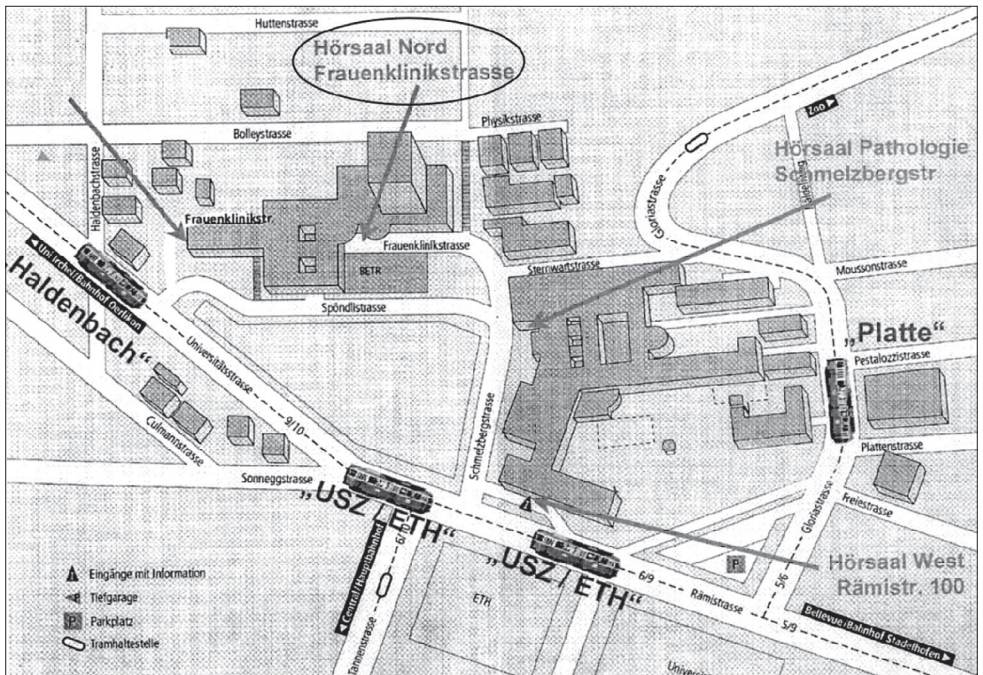 Huttenstrasse
Hörsaal Nord
Frauenklinikstrasse
Zoo
Physikstrasse
Bolleystrasse
Hörsaal Pathologie
Schmelzbergstr
Haldenbachstrasse
Gloriastrasse
Frauenklinikstr.
Frauenklinikstrasse
BETR
Sternwartstrasse
Moussonstrasse
Uni Irchel/Bahnhof Oerlikon
„Haldenbach“
Spöndlistrasse
„Platte“
Pestalozzistrasse
Universitätsstrasse
9/10
Schmelzbergstrasse
Culmannstrasse
Plattenstrasse
Sonneggstrasse
„USZ / ETH“
Gloriastrasse
Freiestrasse
6/10
„USZ / ETH“
Hörsaal West
Rämistr. 100
Eingänge mit Information
Tiefgarage
P Parkplatz
Tramhaltestelle
Central/Hauptbahnhof
ETH
6/9
P
5/6
Rämistrasse
5/9
Bellevue/Bahnhof Stadelhofen
Tannenstrasse